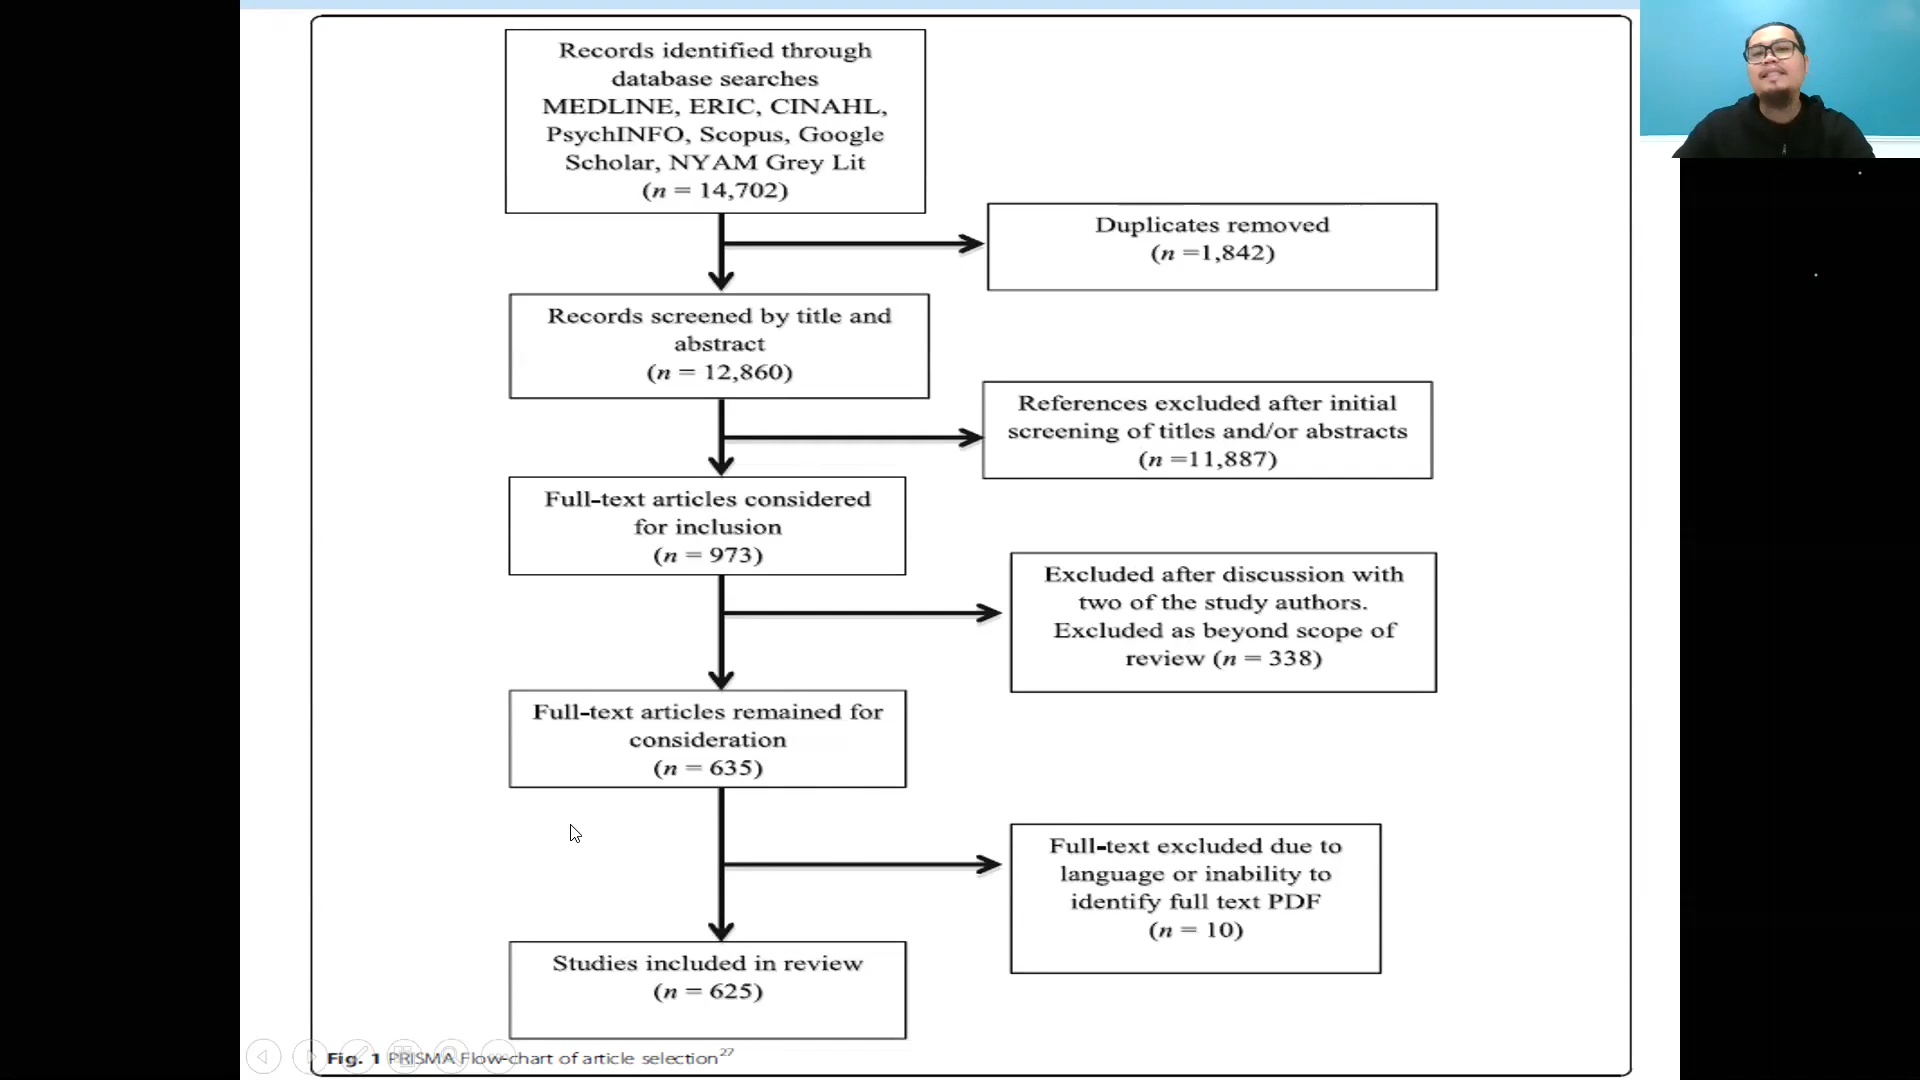 Records identified through
database searches
MEDLINE, ERIC, CINAHL,
PsychINFO, Scopus, Google
Scholar, NYAM Grey Lit
(n = 14,702)
Duplicates removed
(n =1,842)
Records screened by title and
abstract
(n = 12,860)
References excluded after initial
screening of titles and/or abstracts
(n =11,887)
Full-text articles considered
for inclusion
(n = 973)
Excluded after discussion with
two of the study authors.
Excluded as beyond scope of
review (n = 338)
Full-text articles remained for
consideration
(n = 635)
Full-text excluded due to
language or inability to
identify full text PDF
(n = 10)
Studies included in review
(n = 625)
Fig. 1 PRISMA Flow-chart of article selection27